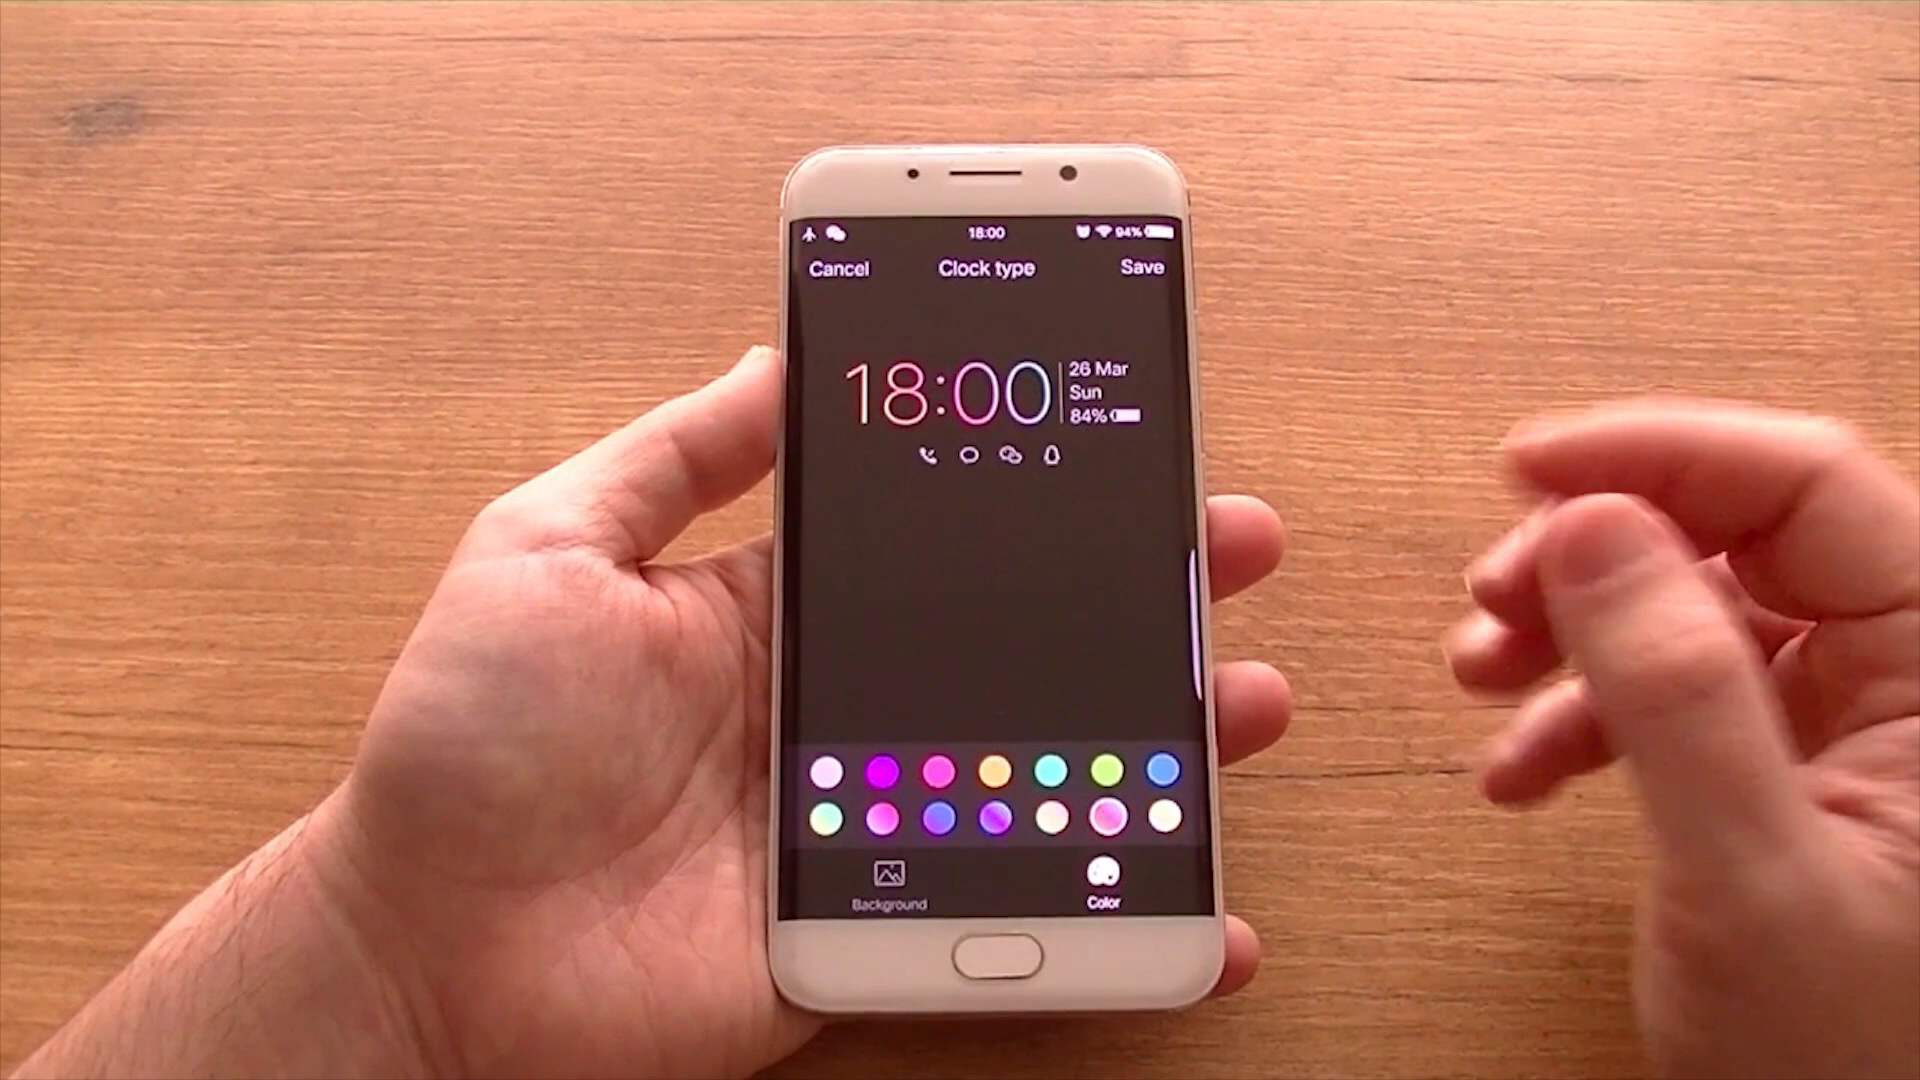 18:00
94%
Cancel
Clock type
Save
18:00
26 Mar
Sun
84%
Background
Color